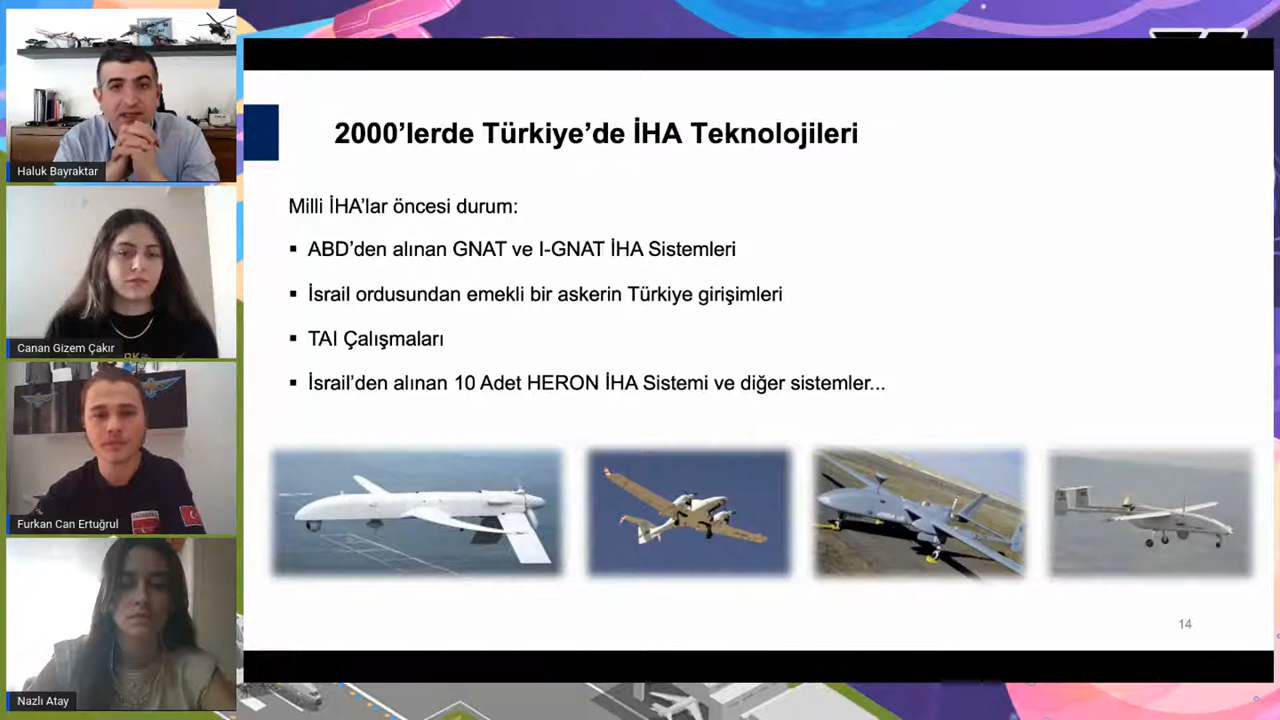 Haluk Bayraktar
Canan Gizem Çakır
Furkan Can Ertuğrul
Nazlı Atay
2000’lerde Türkiye’de İHA Teknolojileri
Milli İHA’lar öncesi durum:
▪ ABD’den alınan GNAT ve I-GNAT İHA Sistemleri
▪ İsrail ordusundan emekli bir askerin Türkiye girişimleri
▪ TAI Çalışmaları
▪ İsrail’den alınan 10 Adet HERON İHA Sistemi ve diğer sistemler...
14